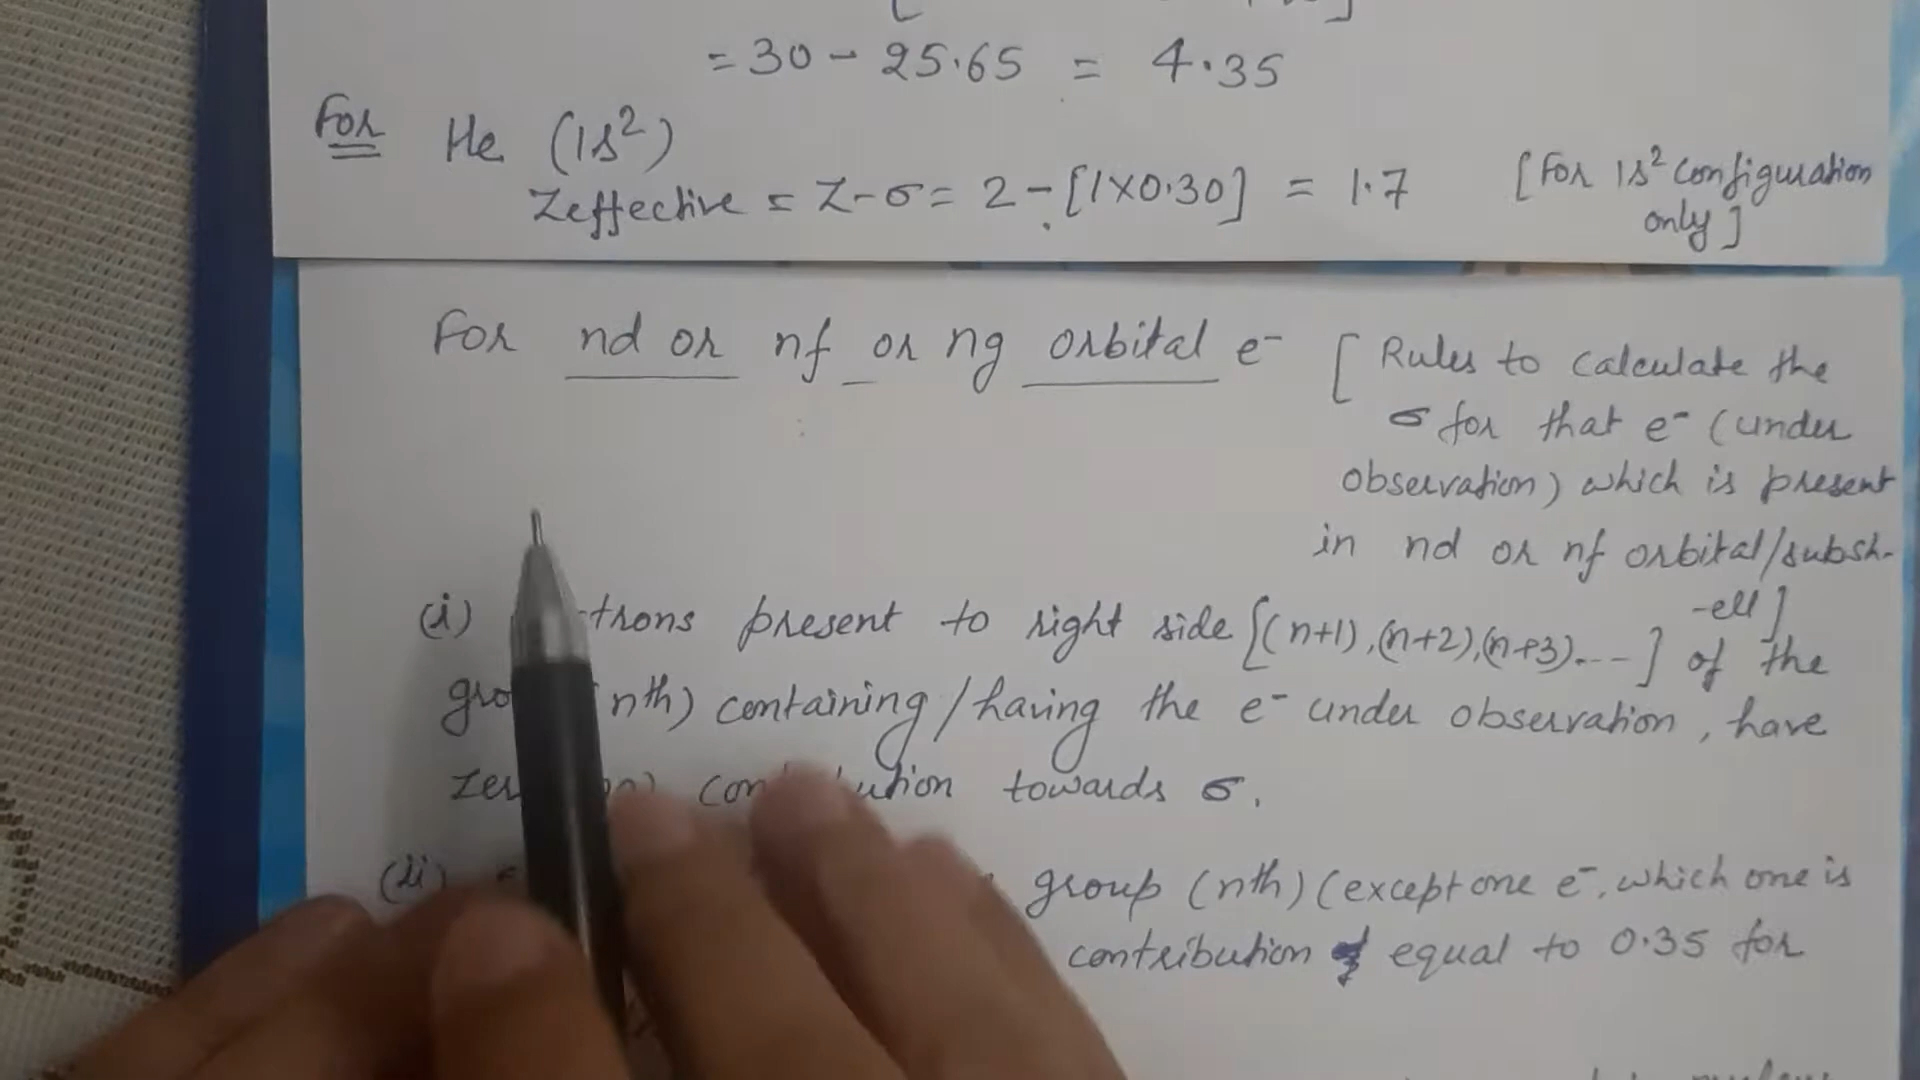 = 30 - 25.65 = 4.35
For He (1s²)
Zeffective = Z-σ = 2 - [1×0.30] = 1.7 [For 1s² configuration only]
For nd or nf or ng orbital e⁻ [Rules to calculate the
σ for that e⁻ (under
observation) which is present
in nd or nf orbital/subsh-
-ell]
(i) trons present to right side [(n+1),(n+2),(n+3)....] of the
nth) containing/having the e⁻ under observation, have
towards σ.
(ii) group (nth) (except one e⁻, which one is
contribution equal to 0.35 for